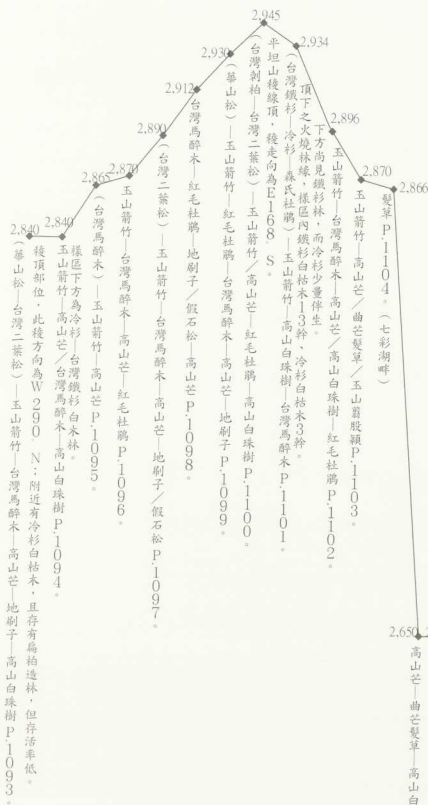 2,840
(華山松)(台灣二葉松)—玉山箭竹—台灣馬醉木—高山芒—地刷子—高山白珠樹P.1093。
稜頂部位,此稜方向為W290°N;附近有冷杉白枯木,且存有扁柏造林,但存活率低。
2,840
玉山箭竹—高山芒/台灣馬醉木—高山白珠樹P.1094。
樣區下方為冷杉、台灣鐵杉白木林。
2,865
(台灣馬醉木)—玉山箭竹—高山芒P.1095。
2,870
玉山箭竹—台灣馬醉木—高山芒—紅毛杜鵑P.1096。
2,890
(台灣二葉松)—玉山箭竹—台灣馬醉木—高山芒—地刷子/假石松P.1097。
2,912
台灣馬醉木—紅毛杜鵑—地刷子/假石松—高山芒P.1098。
2,930
(華山松)—玉山箭竹—紅毛杜鵑—台灣馬醉木—高山芒—地刷子P.1099。
2,945
(台灣刺柏—台灣二葉松)—玉山箭竹/高山芒—紅毛杜鵑—高山白珠樹P.1100。
平坦山稜線頂,稜走向為E168°S。
2,934
(台灣鐵杉—冷杉—森氏杜鵑)—玉山箭竹—高山白珠樹—台灣馬醉木P.1101。
頂下之火燒林緣,樣區內鐵杉白枯木13幹、冷杉白枯木3幹。
下方尚見鐵杉林,而冷杉少量伴生。
2,896
玉山箭竹—台灣馬醉木—高山芒/高山白珠樹—紅毛杜鵑P.1102。
2,870
玉山箭竹—高山芒/曲芒髮草/玉山翦股穎P.1103。
2,866
髮草P.1104。(七彩湖畔)
2,650
高山芒—曲芒髮草—高山白